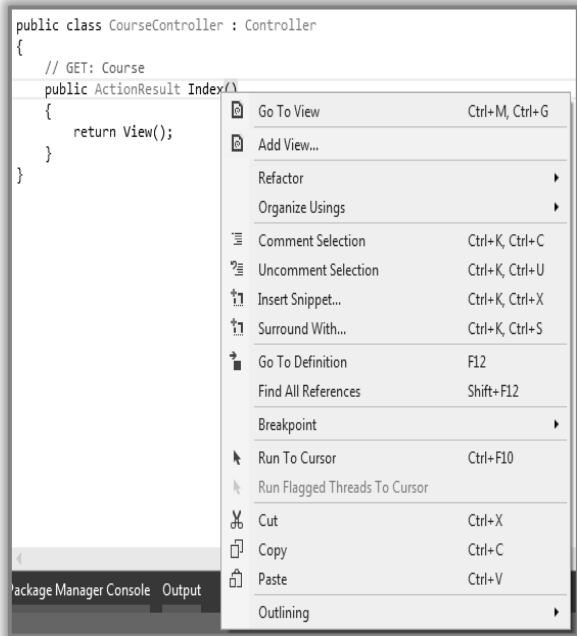 public class CourseController : Controller
{
// GET: Course
public ActionResult Index()
{
return View();
}
}
Go To View Ctrl+M, Ctrl+G
Add View...
Refactor
Organize Usings
Comment Selection Ctrl+K, Ctrl+C
Uncomment Selection Ctrl+K, Ctrl+U
Insert Snippet... Ctrl+K, Ctrl+X
Surround With... Ctrl+K, Ctrl+S
Go To Definition F12
Find All References Shift+F12
Breakpoint
Run To Cursor Ctrl+F10
Run Flagged Threads To Cursor
Cut Ctrl+X
Copy Ctrl+C
Paste Ctrl+V
Outlining
Package Manager Console Output